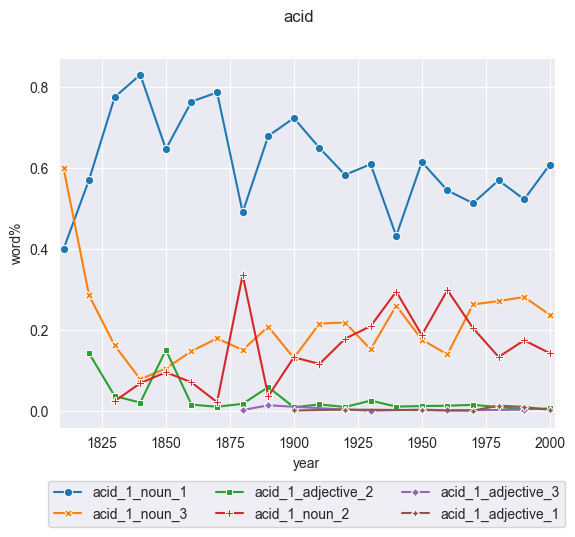 acid
0.8
0.6
0.4
0.2
0.0
word%
1825 1850 1875 1900 1925 1950 1975 2000
year
acid_1_noun_1 acid_1_adjective_2 acid_1_adjective_3
acid_1_noun_3 acid_1_noun_2 acid_1_adjective_1